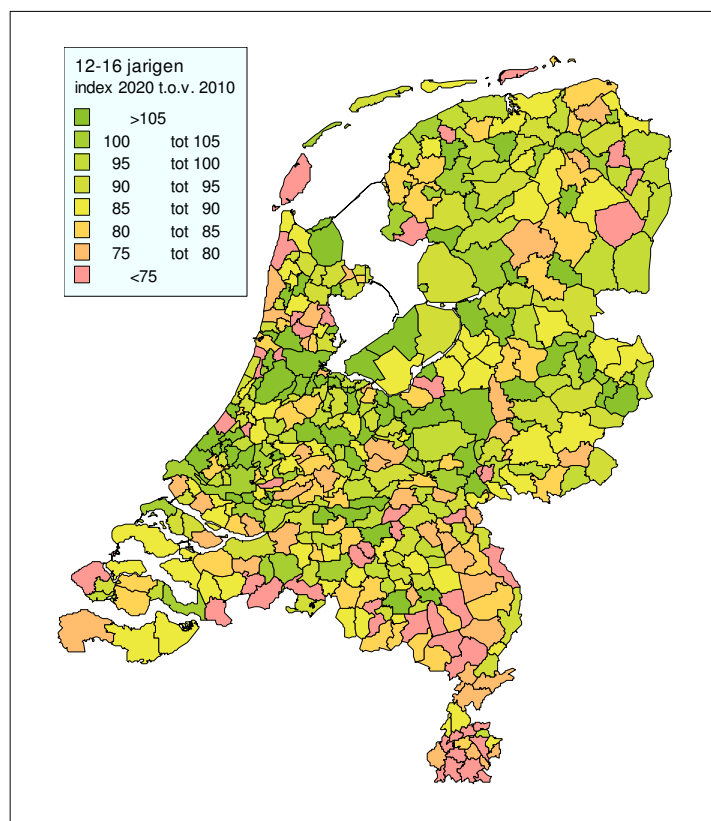 12-16 jarigen
index 2020 t.o.v. 2010
>105
100 tot 105
95 tot 100
90 tot 95
85 tot 90
80 tot 85
75 tot 80
<75